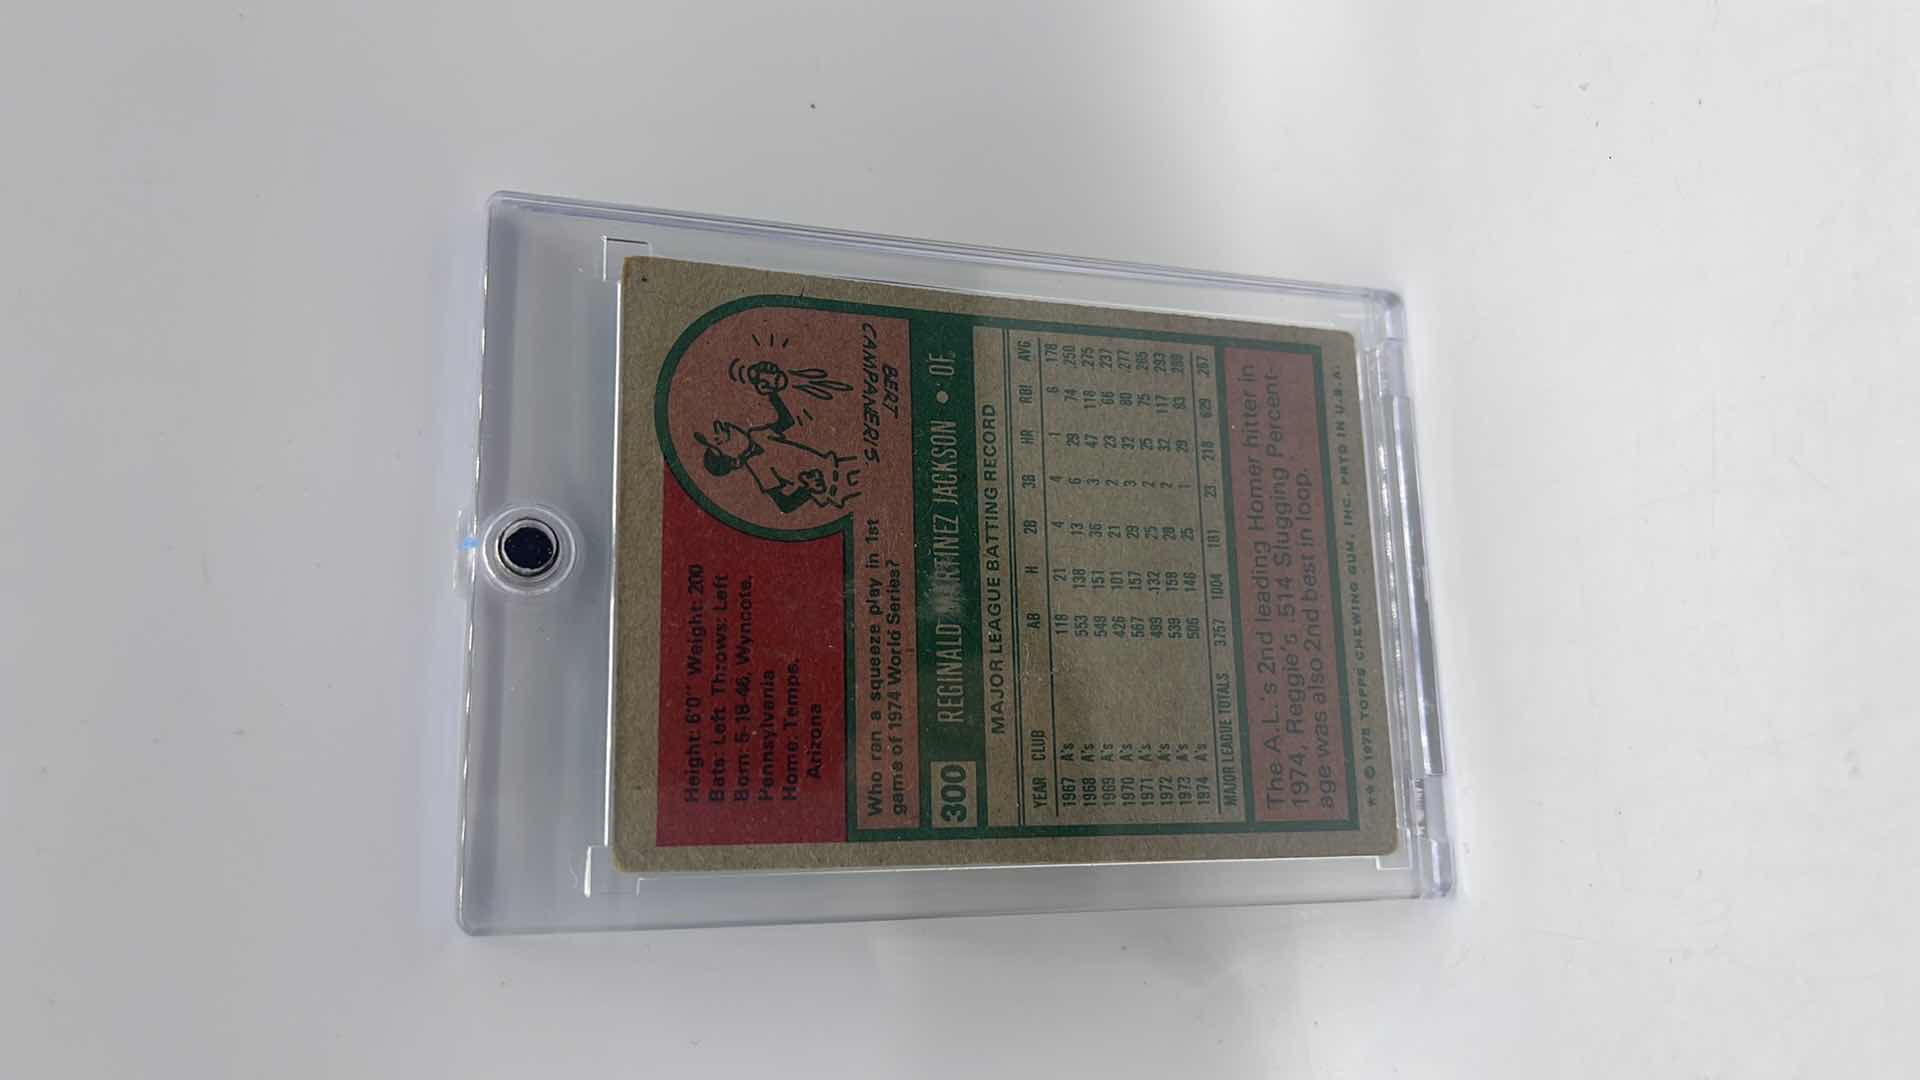 Height: 6'0" Weight: 200
Bats: Left Throws: Left
Born: 5-18-46, Wyncote,
Pennsylvania
Home: Tempe,
Arizona
BERT
CAMPANERIS.
Who ran a squeeze play in 1st
game of 1974 World Series?
300 REGINALD MARTINEZ JACKSON • OF
MAJOR LEAGUE BATTING RECORD
YEAR CLUB AB H 2B 3B HR RBI AVG
1967 A's 118 21 4 4 1 6 .178
1968 A's 553 138 13 6 29 74 .250
1969 A's 549 151 36 3 47 118 .275
1970 A's 426 101 21 2 23 66 .237
1971 A's 567 157 29 3 32 80 .277
1972 A's 499 132 25 2 25 75 .265
1973 A's 539 158 28 2 32 117 .293
1974 A's 506 146 25 1 29 93 .289
MAJOR LEAGUE TOTALS 3757 1004 181 23 218 629 .267
The A.L.'s 2nd leading Homer hitter in
1974, Reggie's .514 Slugging Percent-
age was also 2nd best in loop.
** © 1975 TOPPS CHEWING GUM, INC. PRTD IN U.S.A.